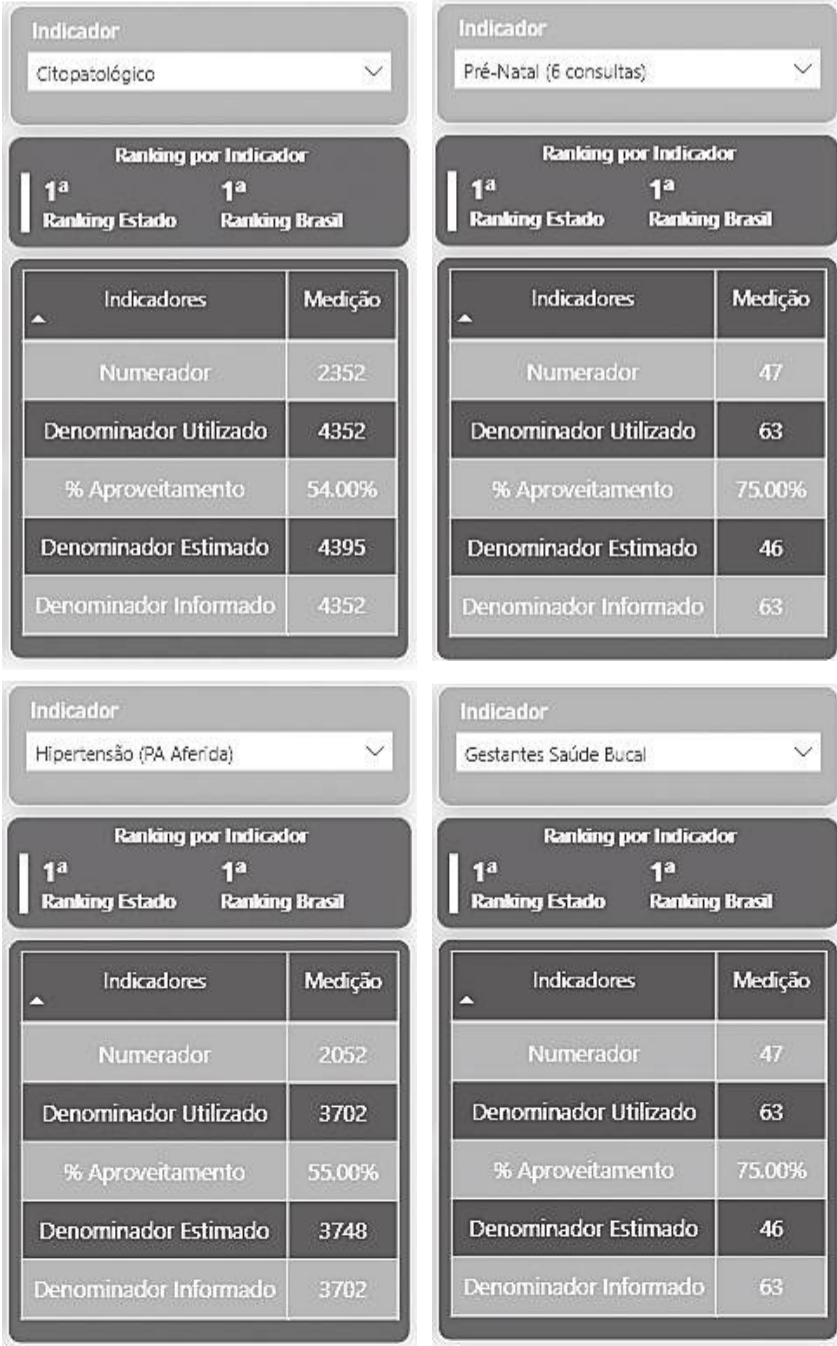 Indicador
Citopatológico
Ranking por Indicador
1ª 1ª
Ranking Estado Ranking Brasil
Indicadores Medição
Numerador 2352
Denominador Utilizado 4352
% Aproveitamento 54.00%
Denominador Estimado 4395
Denominador Informado 4352
Indicador
Pré-Natal (6 consultas)
Ranking por Indicador
1ª 1ª
Ranking Estado Ranking Brasil
Indicadores Medição
Numerador 47
Denominador Utilizado 63
% Aproveitamento 75.00%
Denominador Estimado 46
Denominador Informado 63
Indicador
Hipertensão (PA Aferida)
Ranking por Indicador
1ª 1ª
Ranking Estado Ranking Brasil
Indicadores Medição
Numerador 2052
Denominador Utilizado 3702
% Aproveitamento 55.00%
Denominador Estimado 3748
Denominador Informado 3702
Indicador
Gestantes Saúde Bucal
Ranking por Indicador
1ª 1ª
Ranking Estado Ranking Brasil
Indicadores Medição
Numerador 47
Denominador Utilizado 63
% Aproveitamento 75.00%
Denominador Estimado 46
Denominador Informado 63